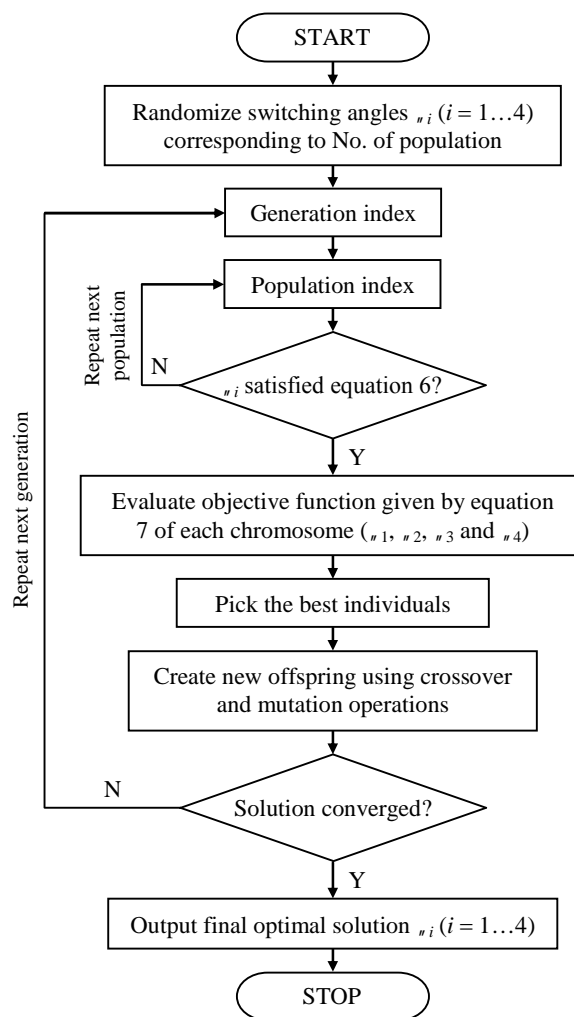 START
Randomize switching angles 〃 i (i = 1…4)
corresponding to No. of population
Generation index
Population index
Repeat next
population
N
〃 i satisfied equation 6?
Y
Repeat next generation
Evaluate objective function given by equation
7 of each chromosome (〃 1, 〃 2, 〃 3 and 〃 4)
Pick the best individuals
Create new offspring using crossover
and mutation operations
N
Solution converged?
Y
Output final optimal solution 〃 i (i = 1…4)
STOP